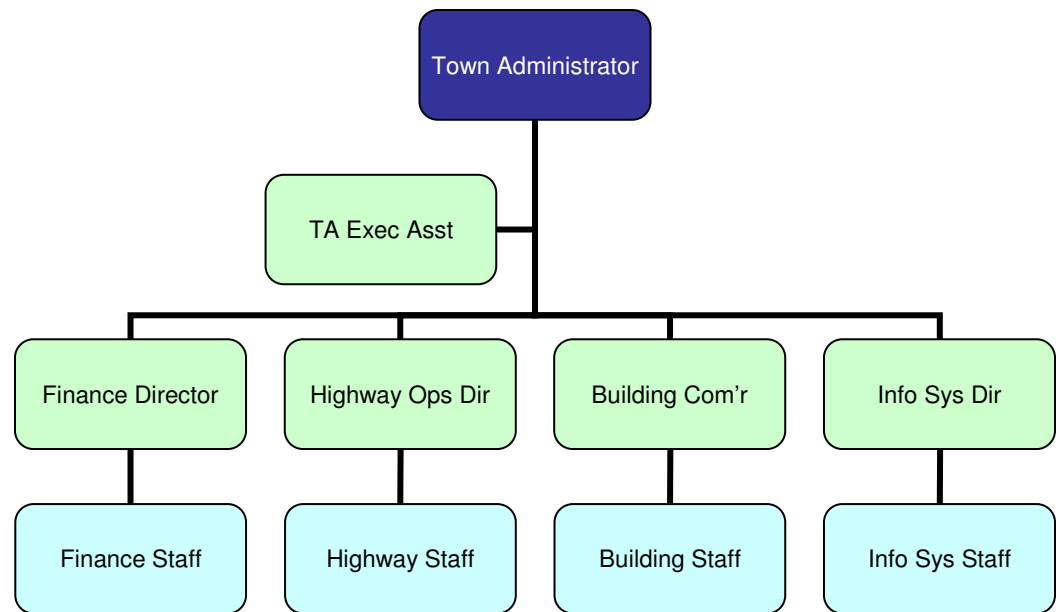 Town Administrator
TA Exec Asst
Finance Director
Highway Ops Dir
Building Com’r
Info Sys Dir
Finance Staff
Highway Staff
Building Staff
Info Sys Staff